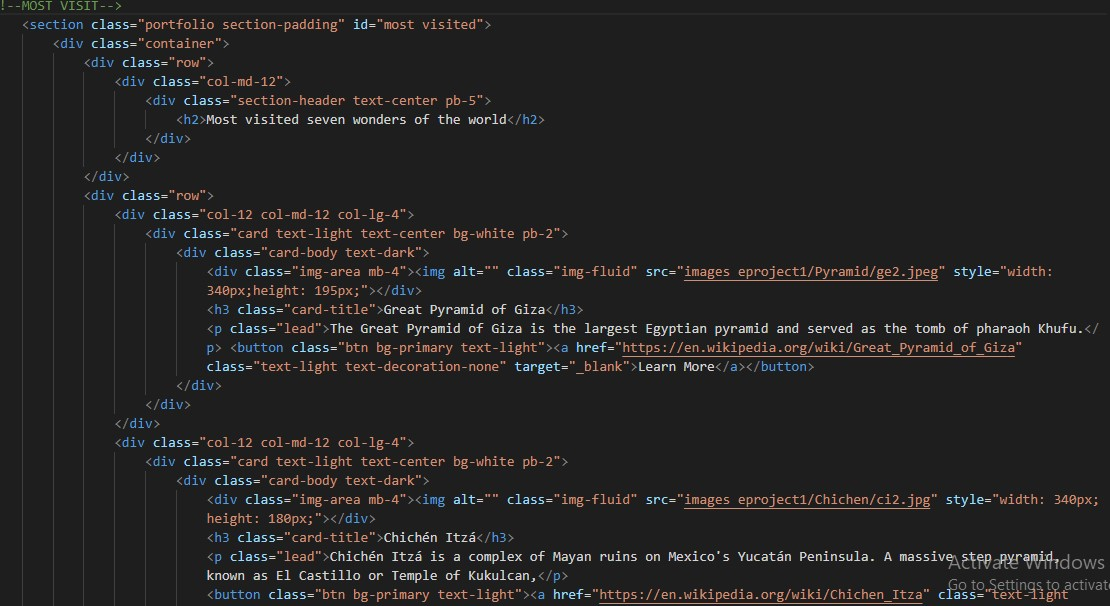 !--MOST VISIT-->
<section class="portfolio section-padding" id="most visited">
<div class="container">
<div class="row">
<div class="col-md-12">
<div class="section-header text-center pb-5">
<h2>Most visited seven wonders of the world</h2>
</div>
</div>
</div>
<div class="row">
<div class="col-12 col-md-12 col-lg-4">
<div class="card text-light text-center bg-white pb-2">
<div class="card-body text-dark">
<div class="img-area mb-4"><img alt="" class="img-fluid" src="images eproject1/Pyramid/ge2.jpeg" style="width:
340px;height: 195px;"></div>
<h3 class="card-title">Great Pyramid of Giza</h3>
<p class="lead">The Great Pyramid of Giza is the largest Egyptian pyramid and served as the tomb of pharaoh Khufu.</
p> <button class="btn bg-primary text-light"><a href="https://en.wikipedia.org/wiki/Great_Pyramid_of_Giza"
class="text-light text-decoration-none" target="_blank">Learn More</a></button>
</div>
</div>
</div>
<div class="col-12 col-md-12 col-lg-4">
<div class="card text-light text-center bg-white pb-2">
<div class="card-body text-dark">
<div class="img-area mb-4"><img alt="" class="img-fluid" src="images eproject1/Chichen/ci2.jpg" style="width: 340px;
height: 180px;"></div>
<h3 class="card-title">Chichén Itzá</h3>
<p class="lead">Chichén Itzá is a complex of Mayan ruins on Mexico's Yucatán Peninsula. A massive step pyramid,
known as El Castillo or Temple of Kukulcan,</p>
<button class="btn bg-primary text-light"><a href="https://en.wikipedia.org/wiki/Chichen_Itza" class="text-light
Activate Windows
Go to Settings to activate